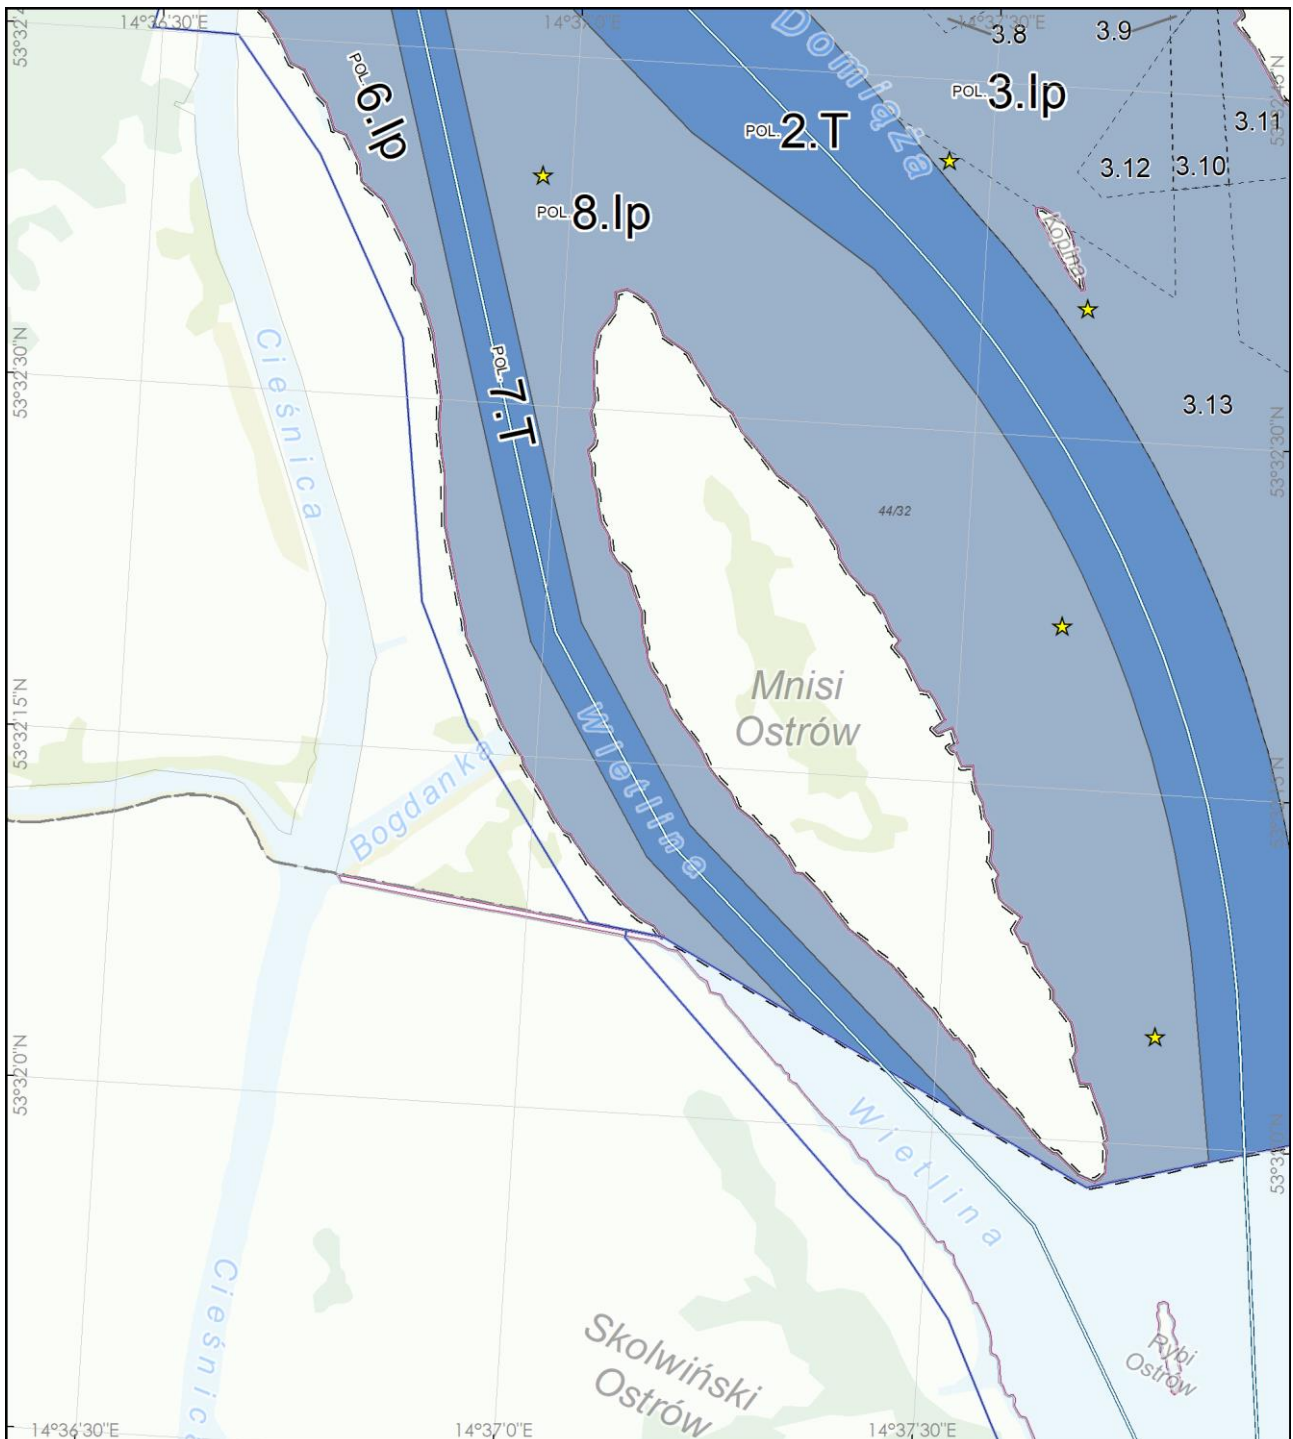 14°36'30"E
14°37'0"E
14°37'30"E
Domiąża
3.8
3.9
POL.6.Ip
POL.3.Ip
POL.2.T
3.11
3.12
3.10
POL.8.Ip
Kopina
Cieśnica
53°32'30"N
POL.7.T
3.13
53°32'30"N
44/32
Mnisi
Ostrów
53°32'15"N
Wietlina
Bogdanka
53°32'0"N
Wietlina
Cieśnica
Skolwiński
Ostrów
Rybi
Ostrów
14°36'30"E
14°37'0"E
14°37'30"E